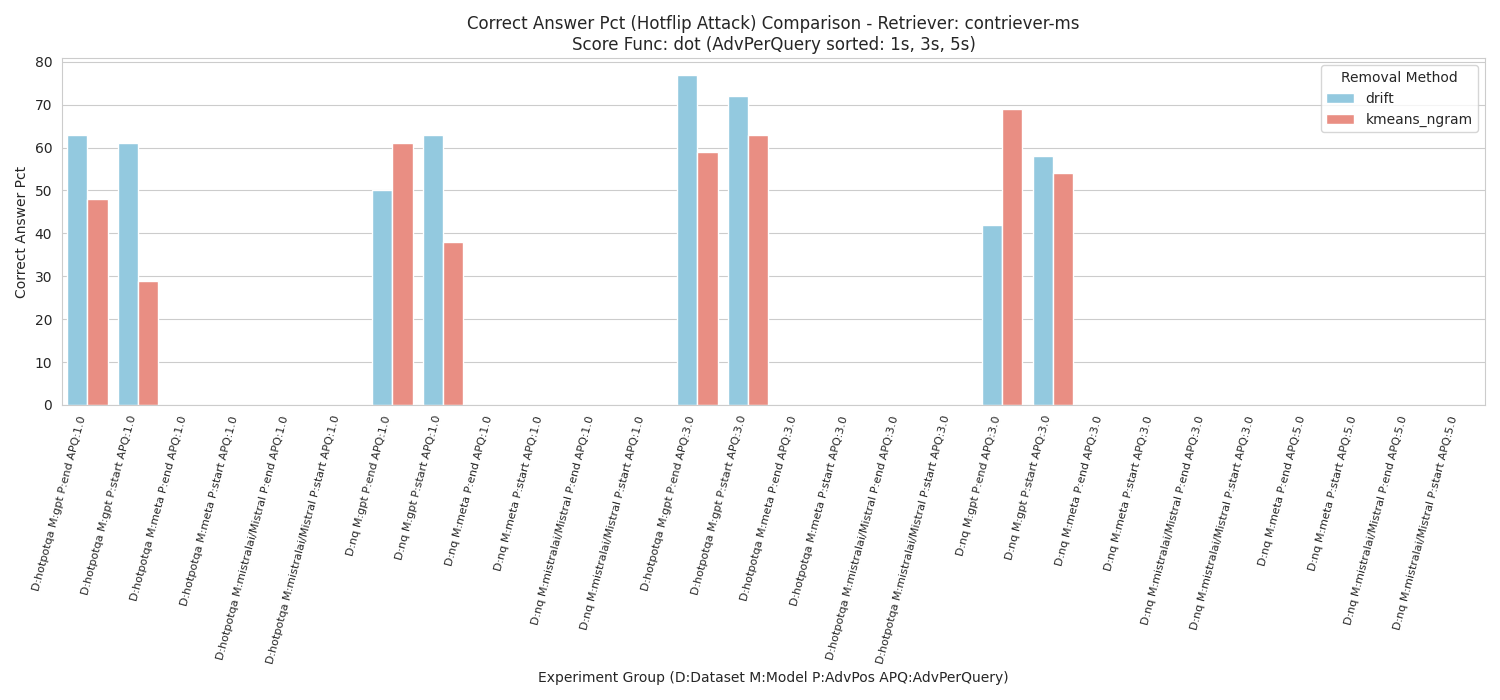 Correct Answer Pct (Hotflip Attack) Comparison - Retriever: contriever-ms
Score Func: dot (AdvPerQuery sorted: 1s, 3s, 5s)
Removal Method
drift
kmeans_ngram
Correct Answer Pct
80
70
60
50
40
30
20
10
0
D:hotpotqa M:gpt P:end APQ:1.0
D:hotpotqa M:gpt P:start APQ:1.0
D:hotpotqa M:meta P:end APQ:1.0
D:hotpotqa M:meta P:start APQ:1.0
D:hotpotqa M:mistralai/Mistral P:end APQ:1.0
D:hotpotqa M:mistralai/Mistral P:start APQ:1.0
D:nq M:gpt P:end APQ:1.0
D:nq M:gpt P:start APQ:1.0
D:nq M:meta P:end APQ:1.0
D:nq M:meta P:start APQ:1.0
D:nq M:mistralai/Mistral P:end APQ:1.0
D:nq M:mistralai/Mistral P:start APQ:1.0
D:hotpotqa M:gpt P:end APQ:3.0
D:hotpotqa M:gpt P:start APQ:3.0
D:hotpotqa M:meta P:end APQ:3.0
D:hotpotqa M:meta P:start APQ:3.0
D:hotpotqa M:mistralai/Mistral P:end APQ:3.0
D:hotpotqa M:mistralai/Mistral P:start APQ:3.0
D:nq M:gpt P:end APQ:3.0
D:nq M:gpt P:start APQ:3.0
D:nq M:meta P:end APQ:3.0
D:nq M:meta P:start APQ:3.0
D:nq M:mistralai/Mistral P:end APQ:3.0
D:nq M:mistralai/Mistral P:start APQ:3.0
D:nq M:meta P:end APQ:5.0
D:nq M:meta P:start APQ:5.0
D:nq M:mistralai/Mistral P:end APQ:5.0
D:nq M:mistralai/Mistral P:start APQ:5.0
Experiment Group (D:Dataset M:Model P:AdvPos APQ:AdvPerQuery)